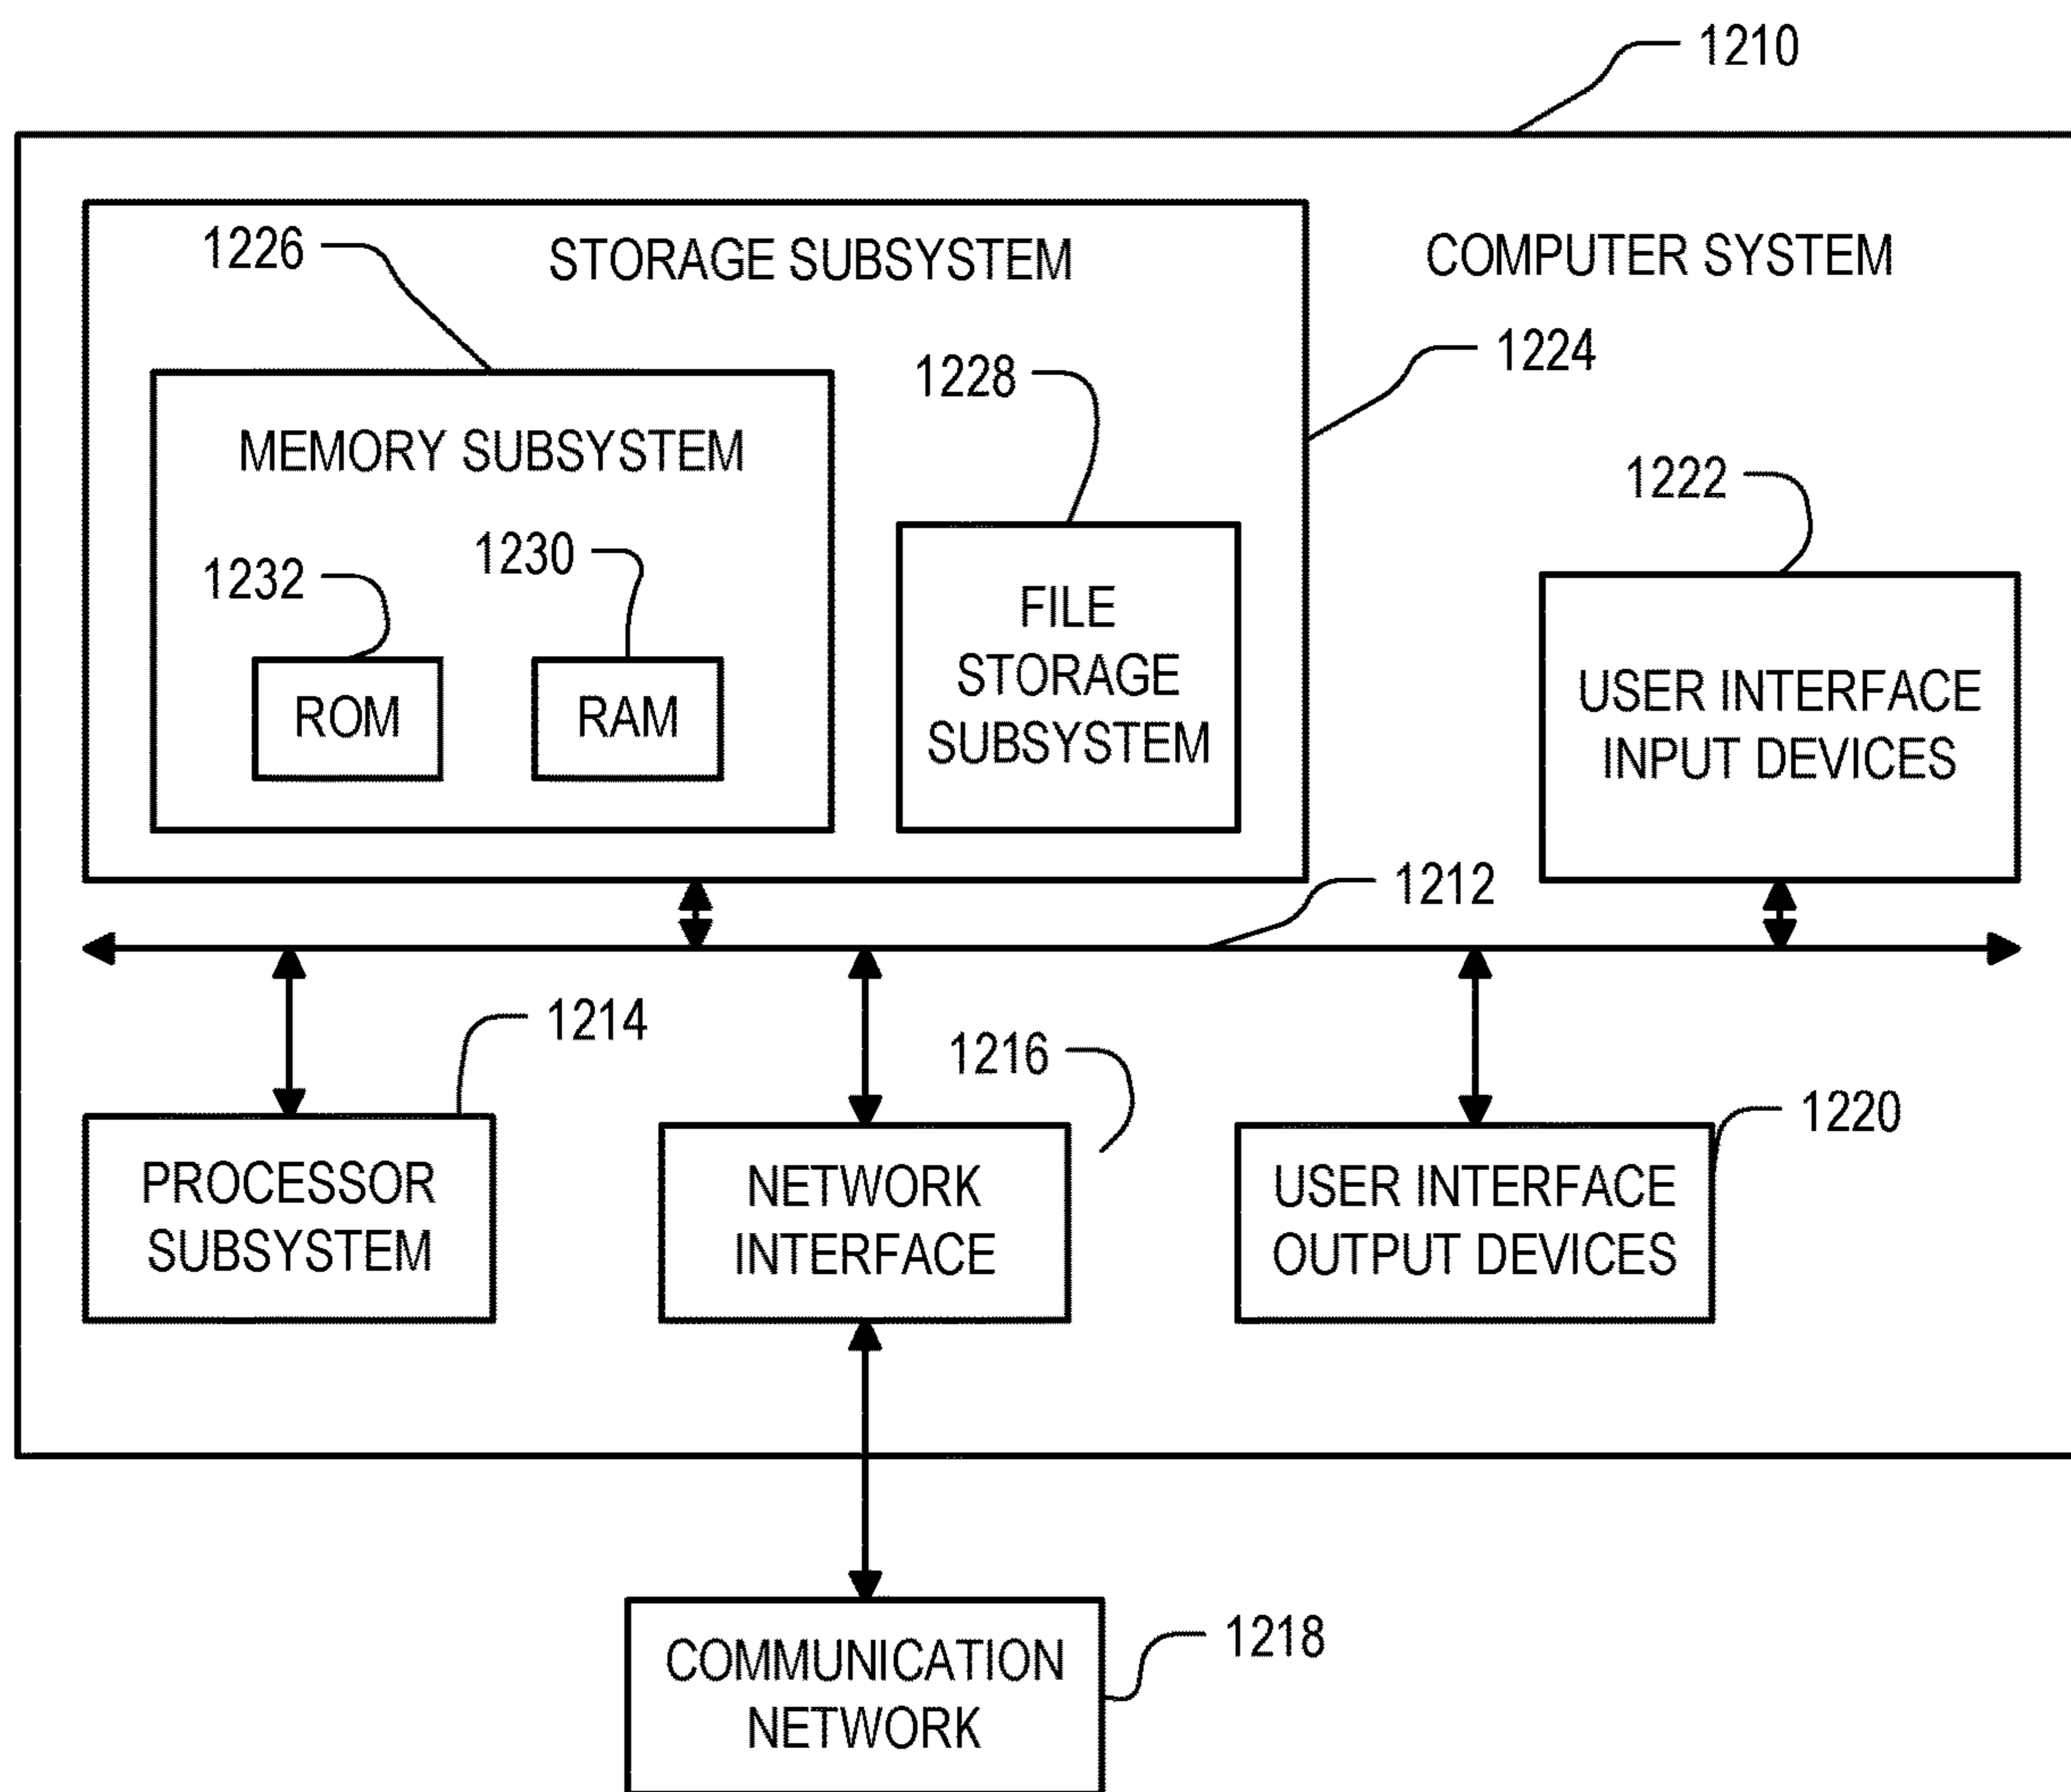 1210
1226
STORAGE SUBSYSTEM
COMPUTER SYSTEM
1224
1228
MEMORY SUBSYSTEM
1222
1232
1230
FILE
STORAGE
SUBSYSTEM
ROM
RAM
USER INTERFACE
INPUT DEVICES
1212
1214
1216
1220
PROCESSOR
SUBSYSTEM
NETWORK
INTERFACE
USER INTERFACE
OUTPUT DEVICES
1218
COMMUNICATION
NETWORK